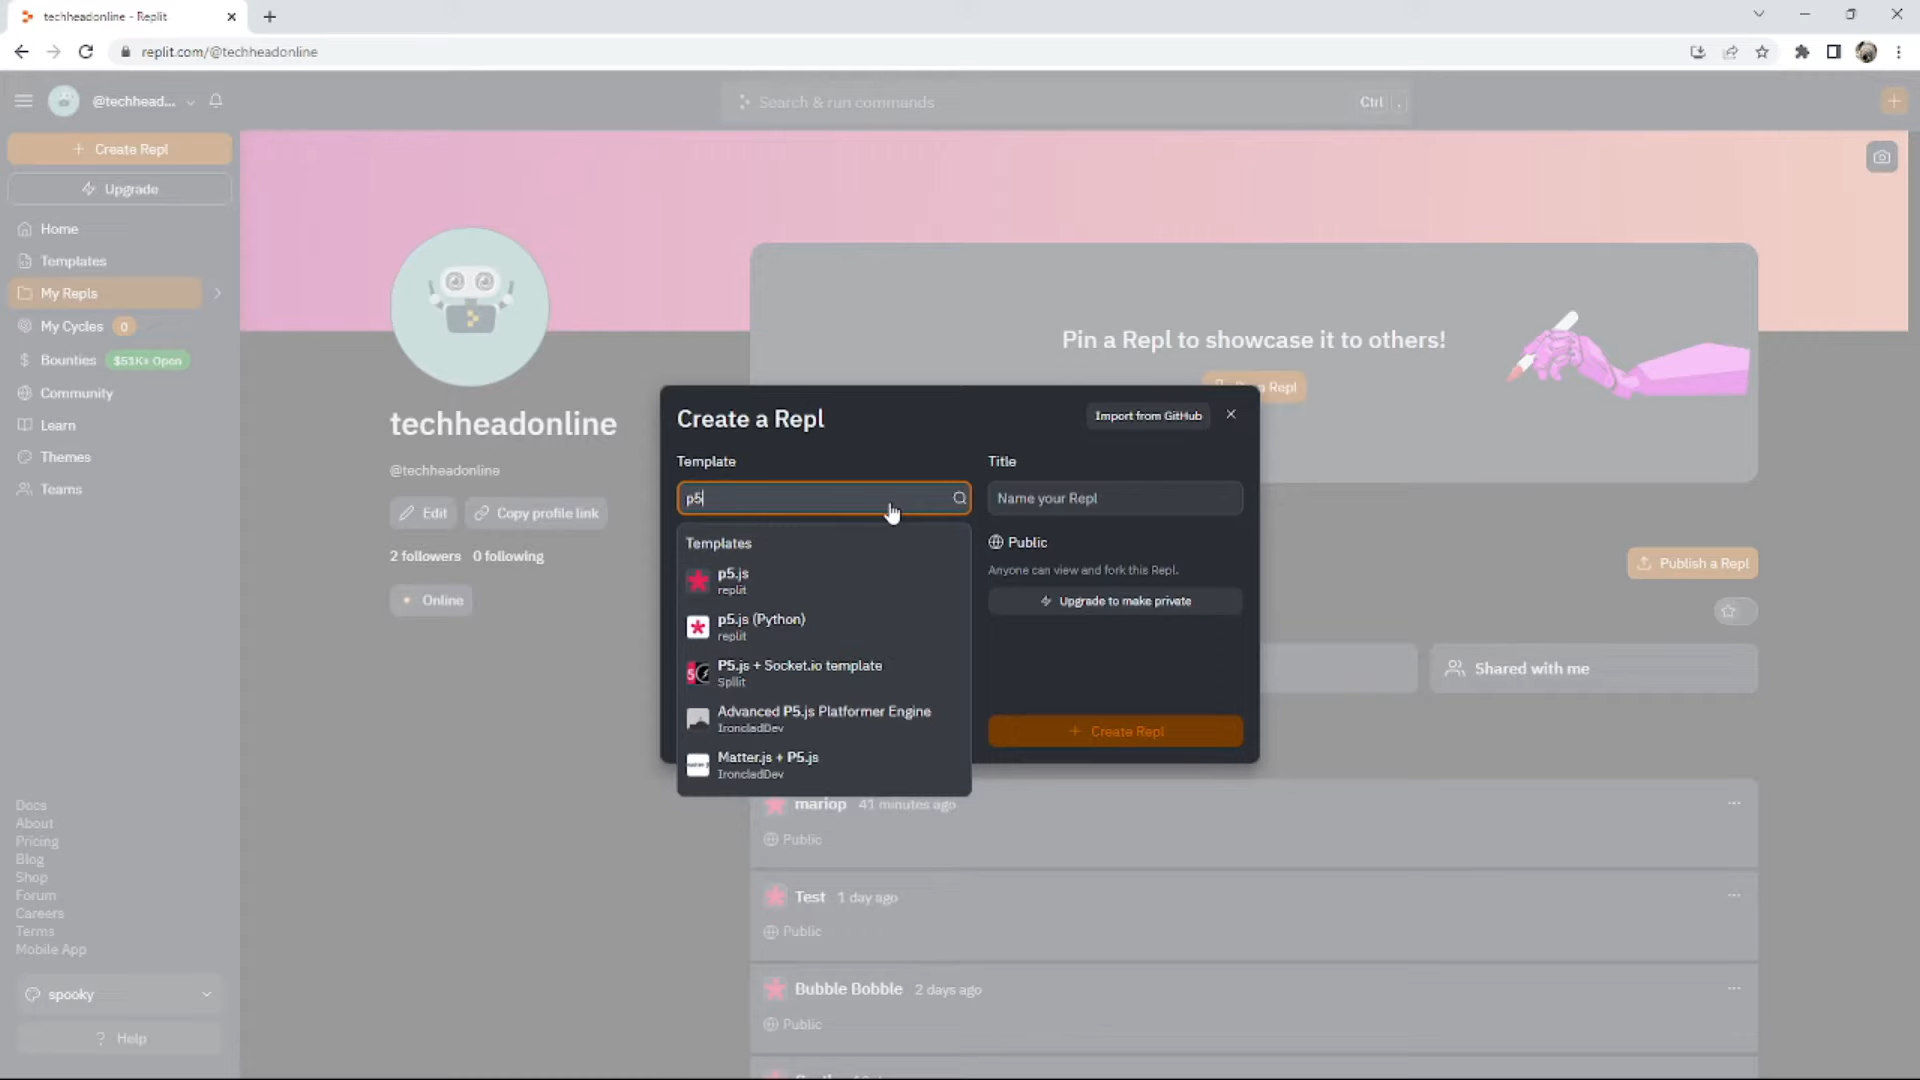 techheadonline - Replit
replit.com/@techheadonline
@techhead...
Search & run commands
Ctrl .
Create Repl
Upgrade
Home
Templates
My Repls
My Cycles 0
Bounties $51K+ Open
Community
Learn
Themes
Teams
Docs
About
Pricing
Blog
Shop
Forum
Careers
Terms
Mobile App
spooky
? Help
techheadonline
@techheadonline
Edit
Copy profile link
2 followers 0 following
Online
Pin a Repl to showcase it to others!
Repl
Create a Repl
Import from GitHub
Template
Title
p5
Name your Repl
Templates
p5.js
replit
p5.js (Python)
replit
P5.js + Socket.io template
Spllit
Advanced P5.js Platformer Engine
IroncladDev
Matter.js + P5.js
IroncladDev
Public
Anyone can view and fork this Repl.
Upgrade to make private
Create Repl
Publish a Repl
Shared with me
mariop 41 minutes ago
Public
Test 1 day ago
Public
Bubble Bobble 2 days ago
Public